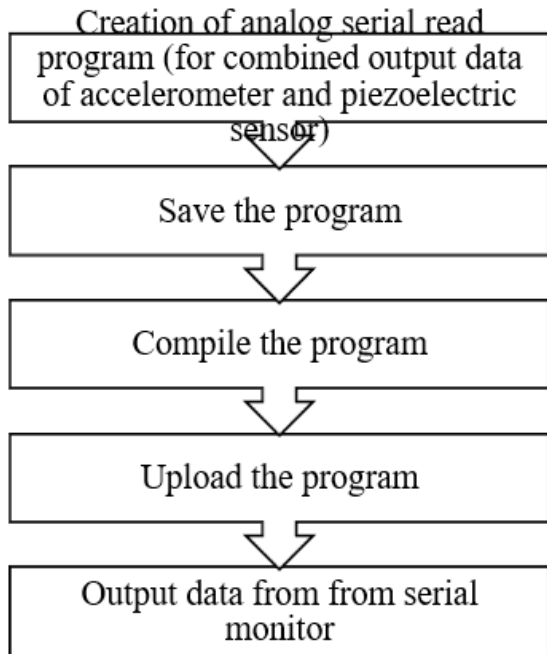 Creation of analog serial read
program (for combined output data
of accelerometer and piezoelectric
sensor)
Save the program
Compile the program
Upload the program
Output data from from serial
monitor